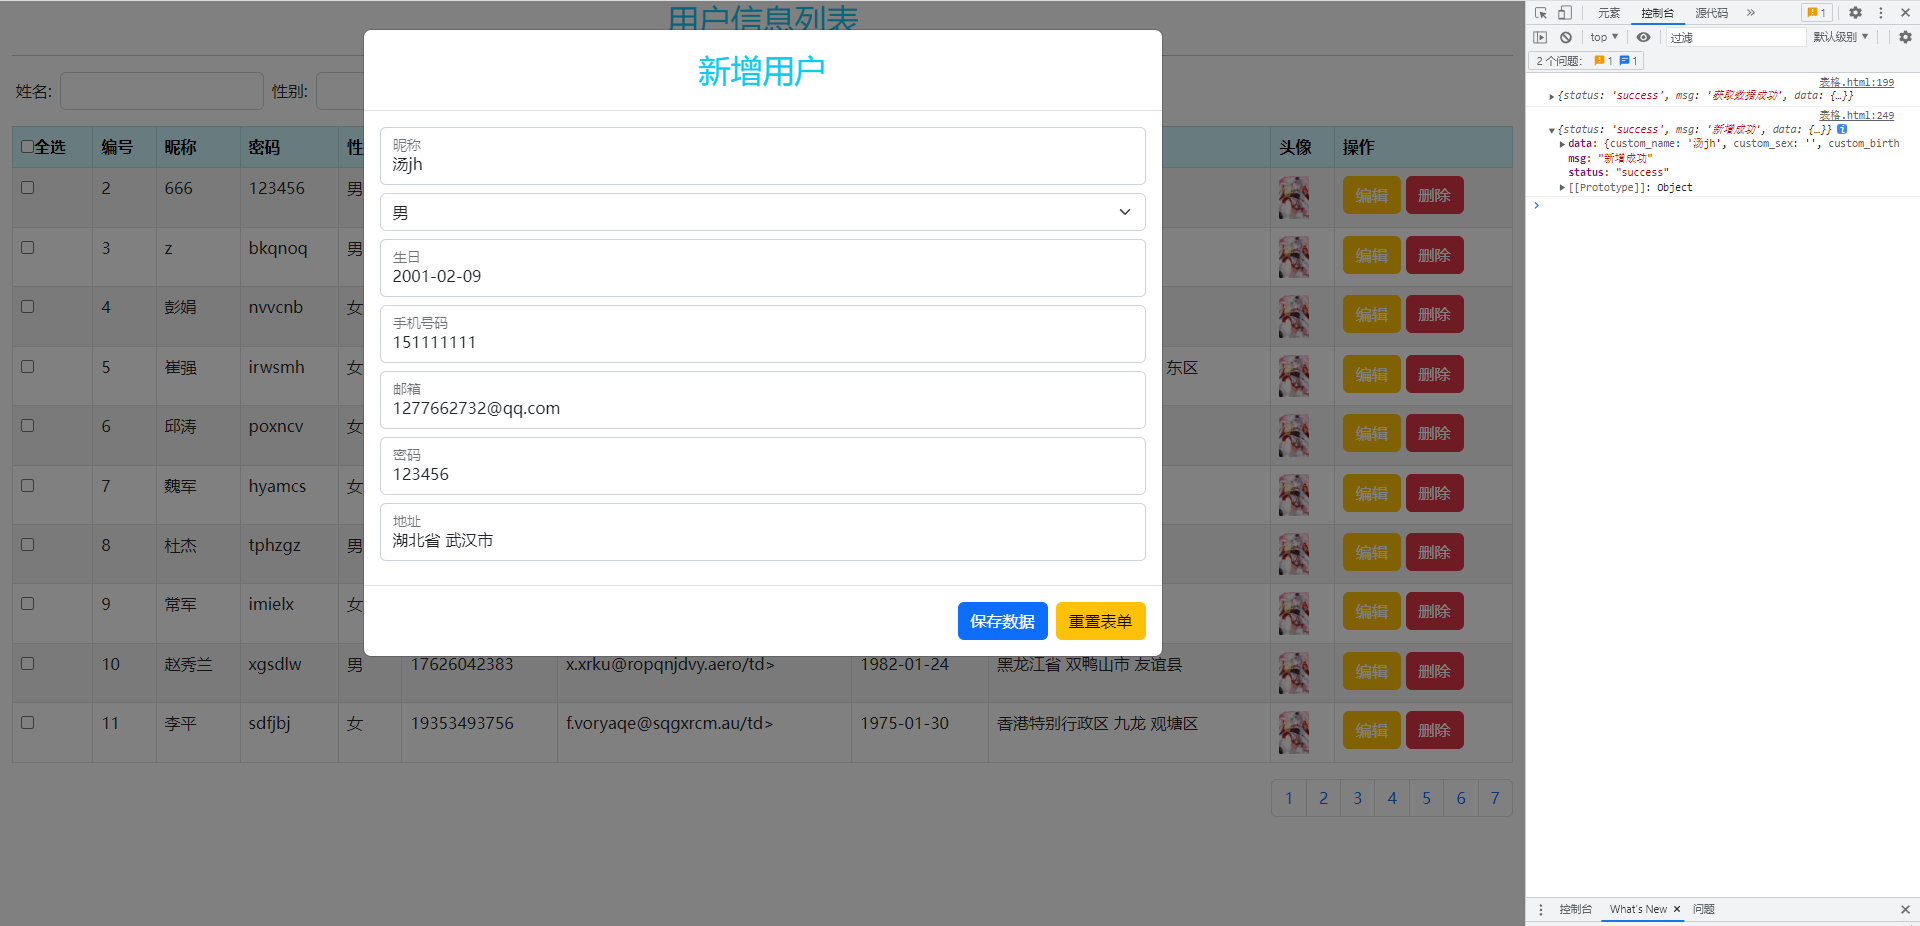 用户信息列表
新增用户
姓名: 性别:
全选 编号 昵称 密码 性 头像 操作
2 666 123456 男 编辑 删除
3 z bkqnoq 男 编辑 删除
4 彭娟 nvvcnb 女 编辑 删除
5 崔强 irwsmh 女 东区 编辑 删除
6 邱涛 poxncv 女 编辑 删除
7 魏军 hyamcs 女 编辑 删除
8 杜杰 tphzgz 男 编辑 删除
9 常军 imielx 女 编辑 删除
10 赵秀兰 xgsdlw 男 17626042383 x.xrku@ropqnjdvy.aero/td> 1982-01-24 黑龙江省 双鸭山市 友谊县 编辑 删除
11 李平 sdfjbj 女 19353493756 f.voryaqe@sqgxrcm.au/td> 1975-01-30 香港特别行政区 九龙 观塘区 编辑 删除
1 2 3 4 5 6 7
昵称
汤jh
男
生日
2001-02-09
手机号码
151111111
邮箱
1277662732@qq.com
密码
123456
地址
湖北省 武汉市
保存数据 重置表单
元素 控制台 源代码 » 1
top ▼ 过滤 默认级别 ▼
2 个问题: 1 1
表格.html:199
{status: 'success', msg: '获取数据成功', data: {…}}
表格.html:249
{status: 'success', msg: '新增成功', data: {…}} i
data: {custom_name: '汤jh', custom_sex: '', custom_birth
msg: "新增成功"
status: "success"
[[Prototype]]: Object
控制台 What's New × 问题